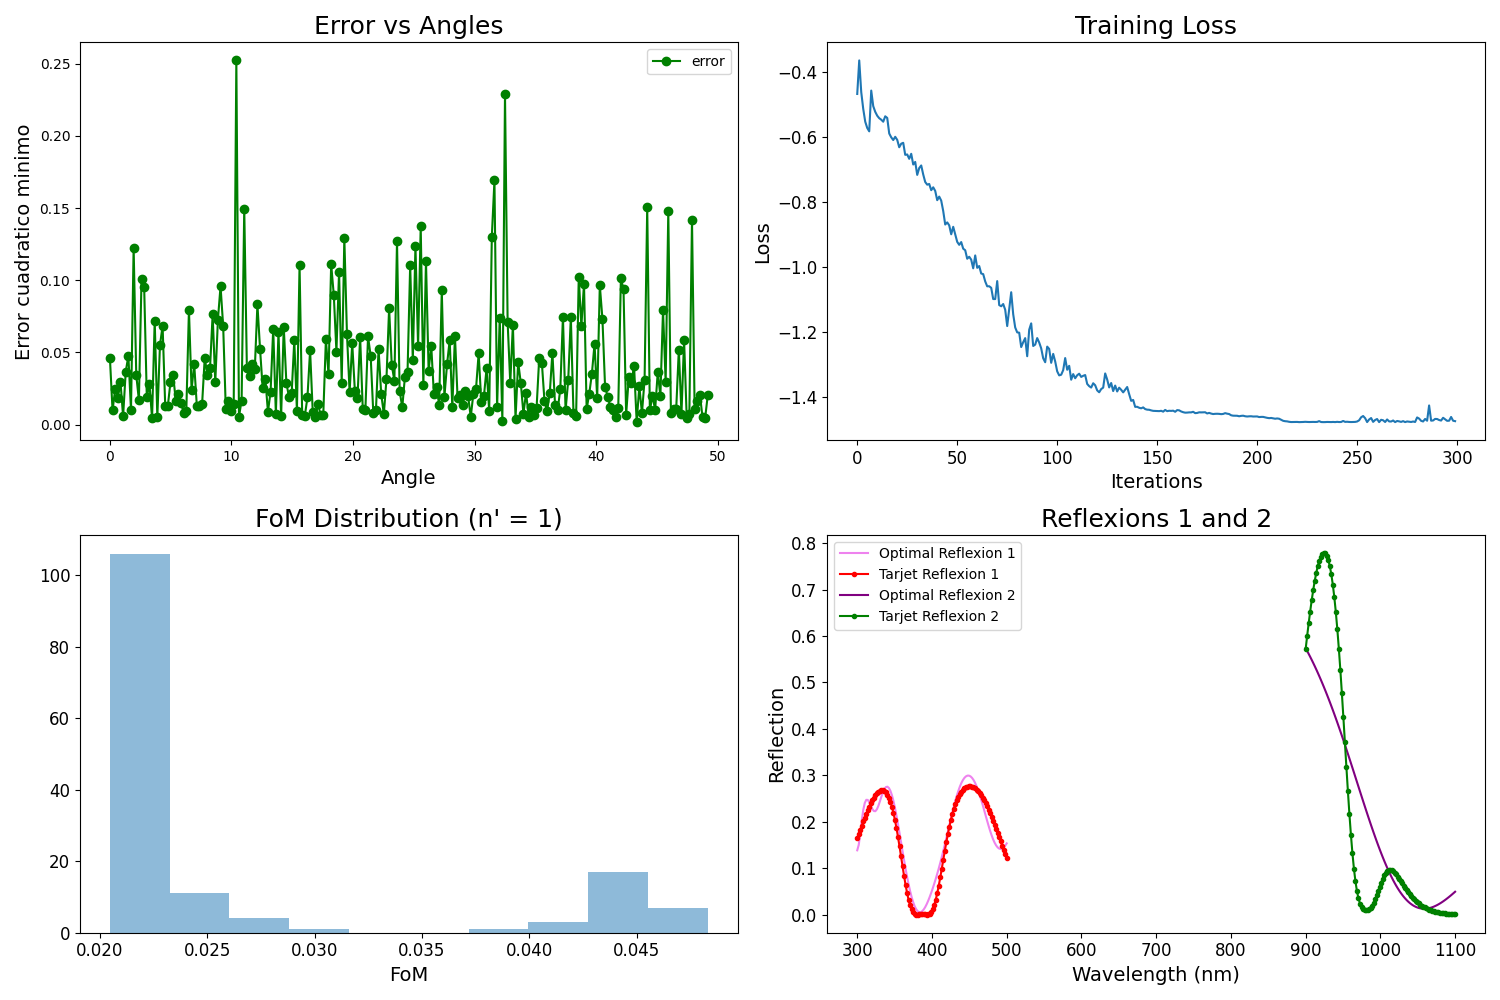 Error vs Angles
error
Error cuadratico minimo
0.25
0.20
0.15
0.10
0.05
0.00
0 10 20 30 40 50
Angle
Training Loss
Loss
−0.4
−0.6
−0.8
−1.0
−1.2
−1.4
0 50 100 150 200 250 300
Iterations
FoM Distribution (n' = 1)
100
80
60
40
20
0
0.020 0.025 0.030 0.035 0.040 0.045
FoM
Reflexions 1 and 2
Optimal Reflexion 1
Tarjet Reflexion 1
Optimal Reflexion 2
Tarjet Reflexion 2
Reflection
0.8
0.7
0.6
0.5
0.4
0.3
0.2
0.1
0.0
300 400 500 600 700 800 900 1000 1100
Wavelength (nm)